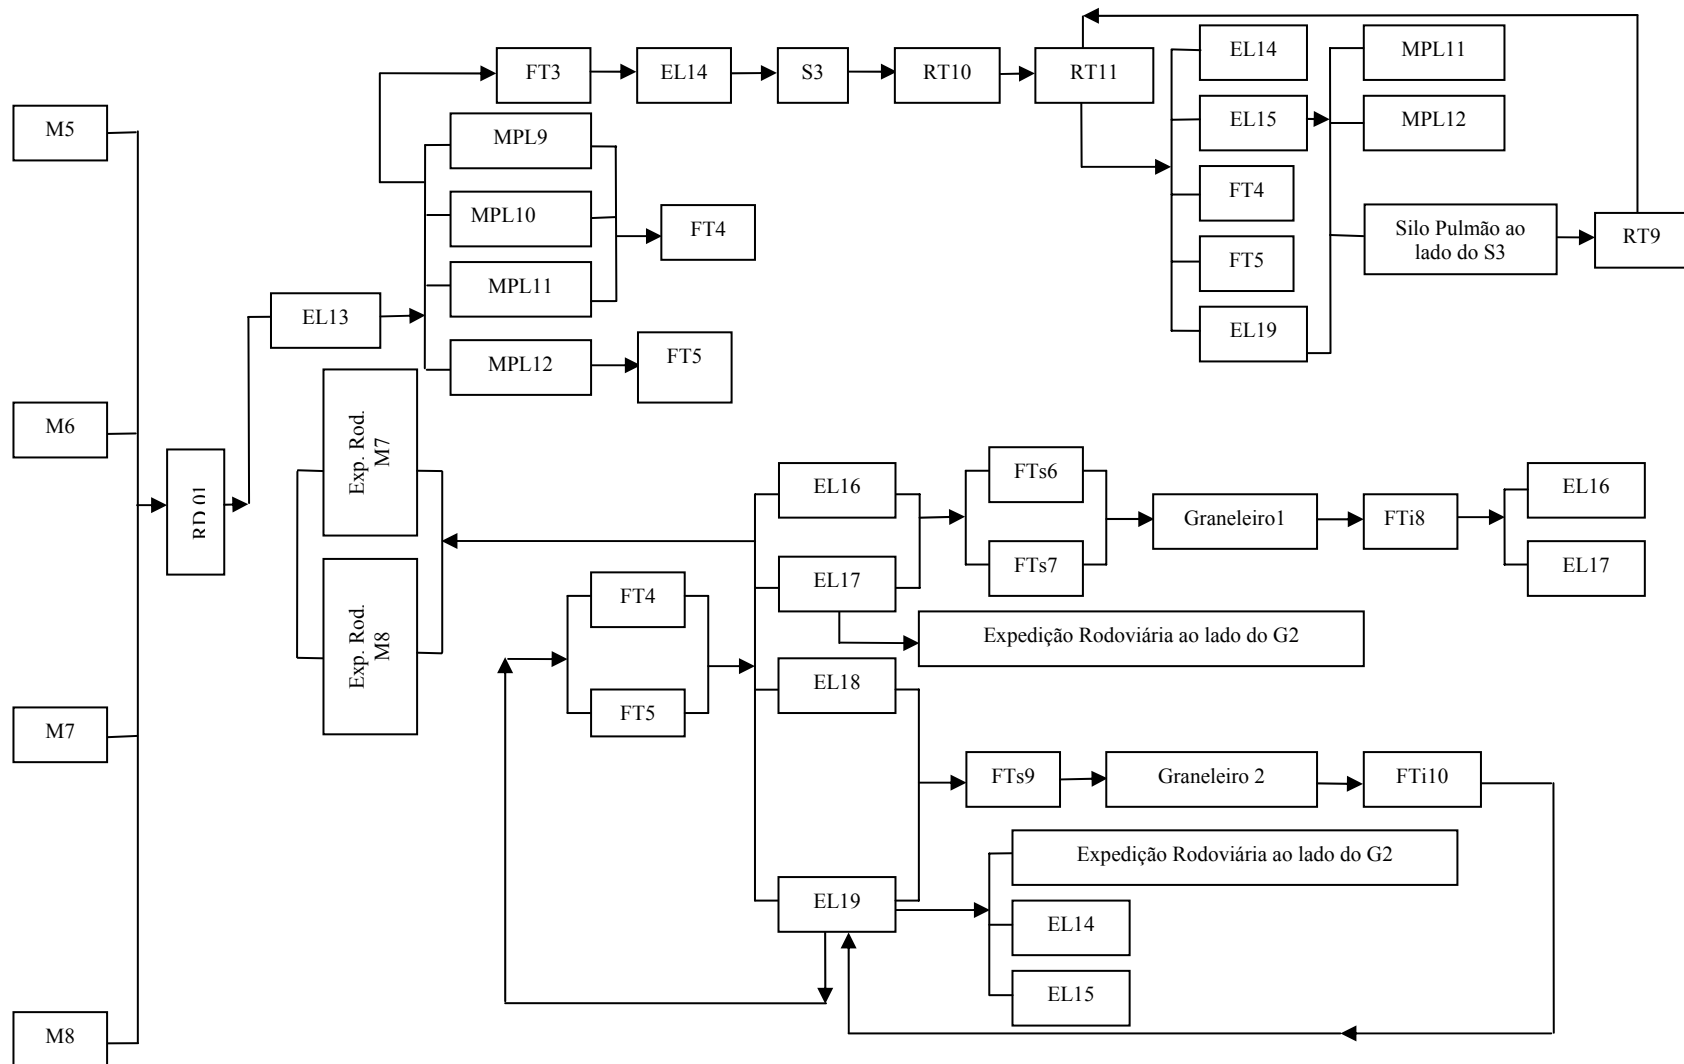 FT3
EL14
S3
RT10
RT11
EL14
MPL11
M5
MPL9
EL15
MPL12
MPL10
FT4
FT4
Silo Pulmão ao
lado do S3
RT9
MPL11
FT5
EL13
EL19
MPL12
FT5
M6
Exp. Rod.
M7
EL16
FTs6
EL16
RD 01
Graneleiro1
FTi8
FTs7
EL17
EL17
FT4
Exp. Rod.
M8
Expedição Rodoviária ao lado do G2
EL18
FT5
M7
FTs9
Graneleiro 2
FTi10
Expedição Rodoviária ao lado do G2
EL19
EL14
EL15
M8